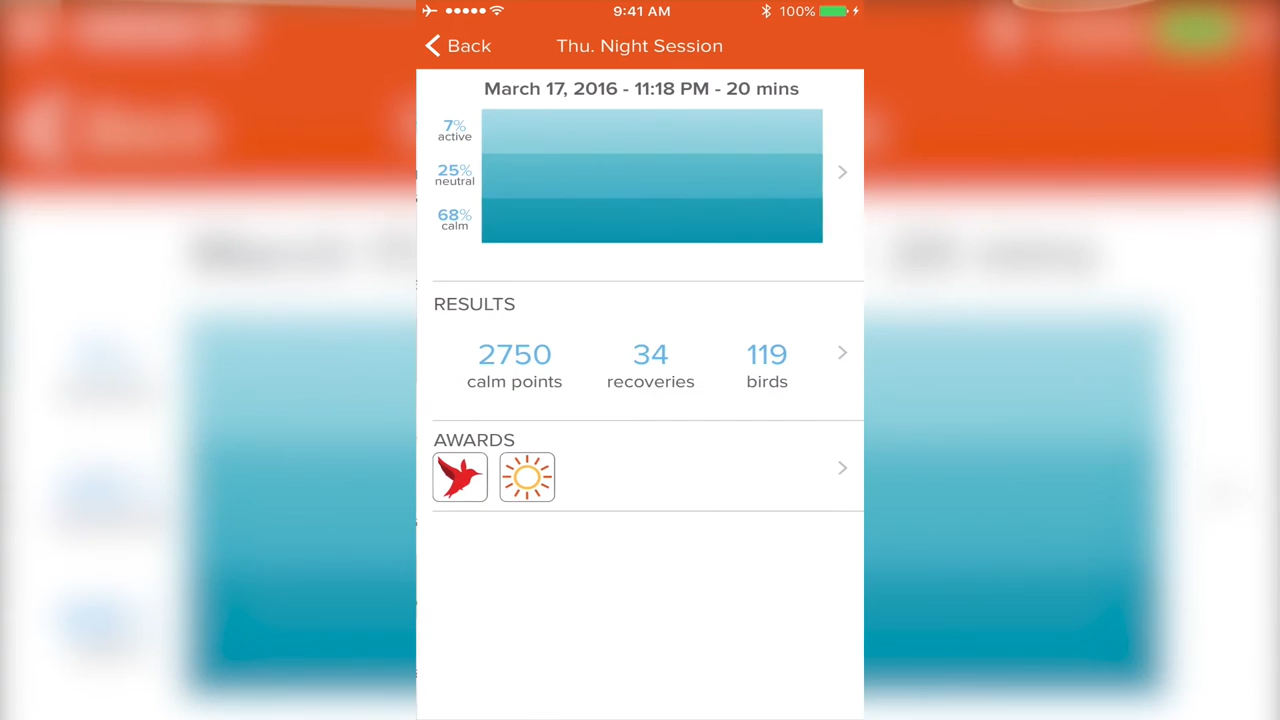 9:41 AM
100%
Back
Thu. Night Session
March 17, 2016 - 11:18 PM - 20 mins
7%
active
25%
neutral
68%
calm
RESULTS
2750
34
119
calm points
recoveries
birds
AWARDS